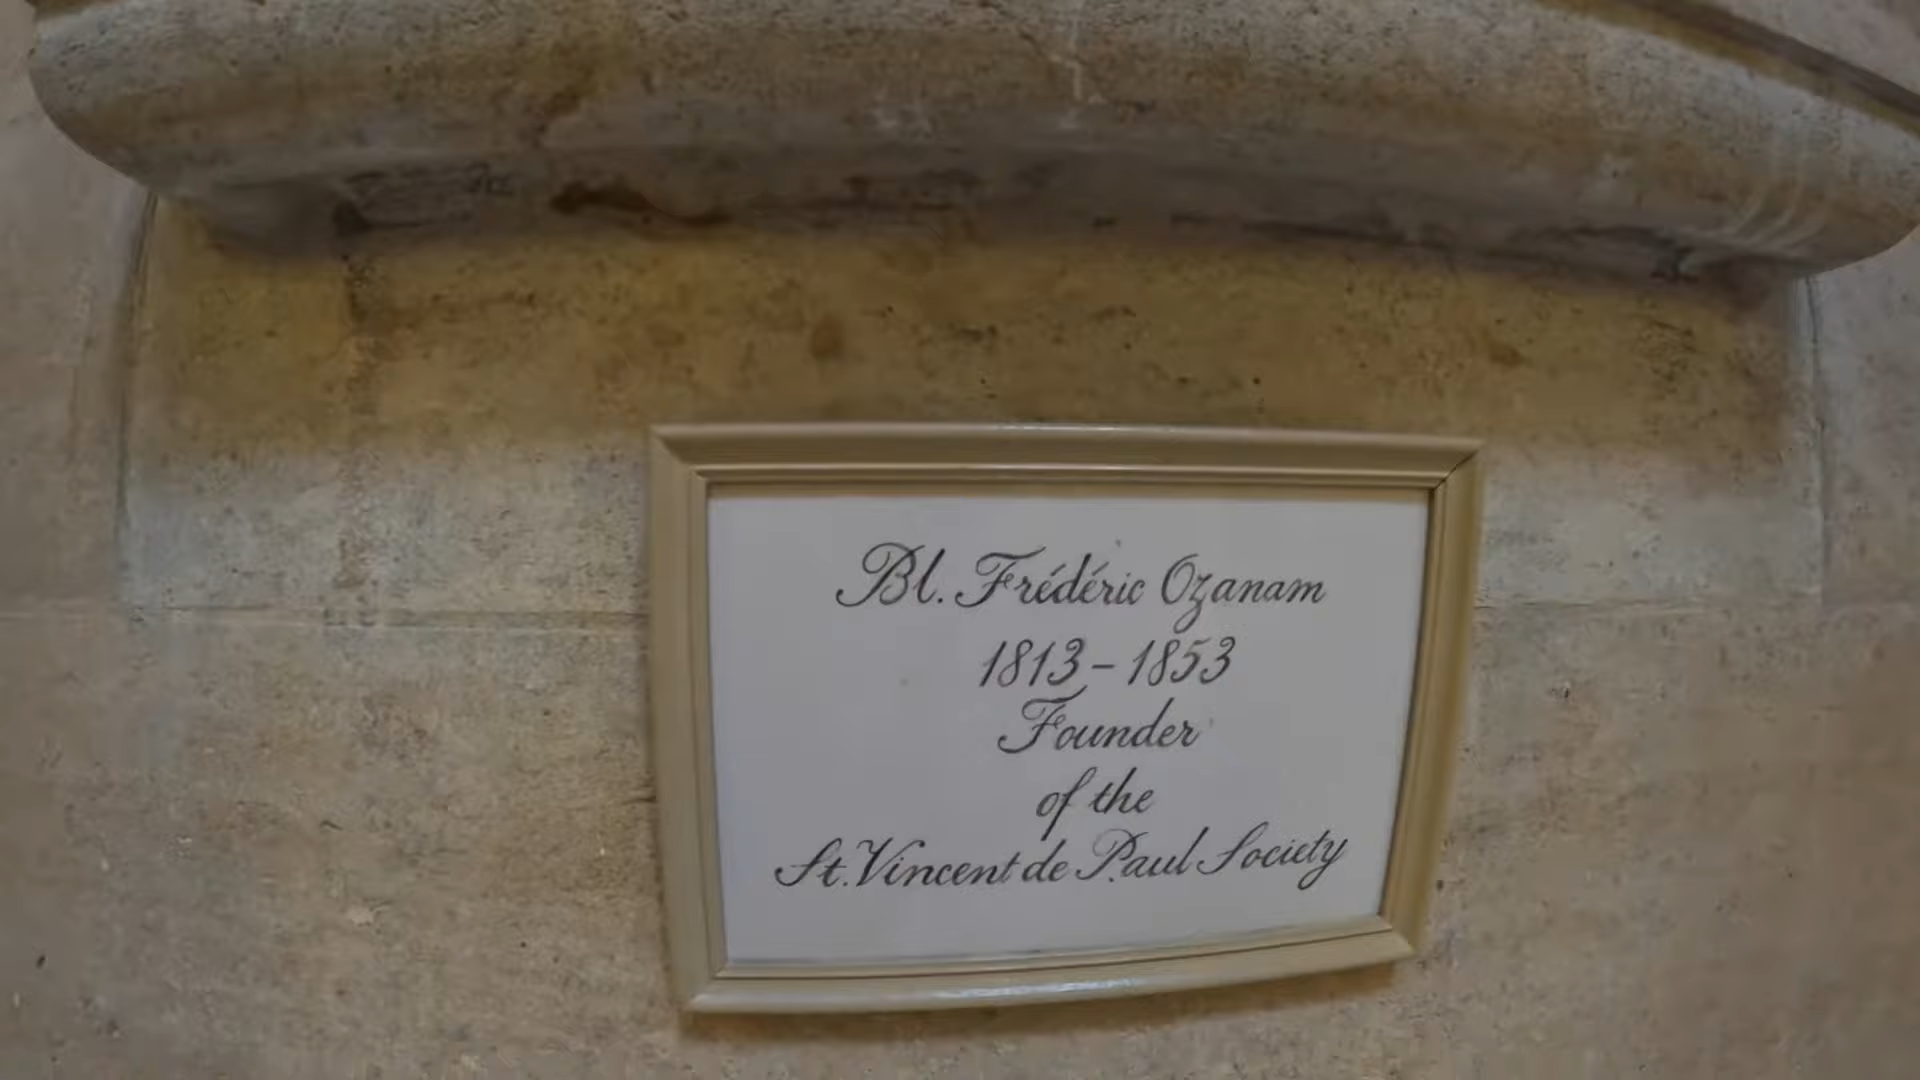 Bl. Frédéric Ozanam
1813 – 1853
Founder
of the
St. Vincent de Paul Society